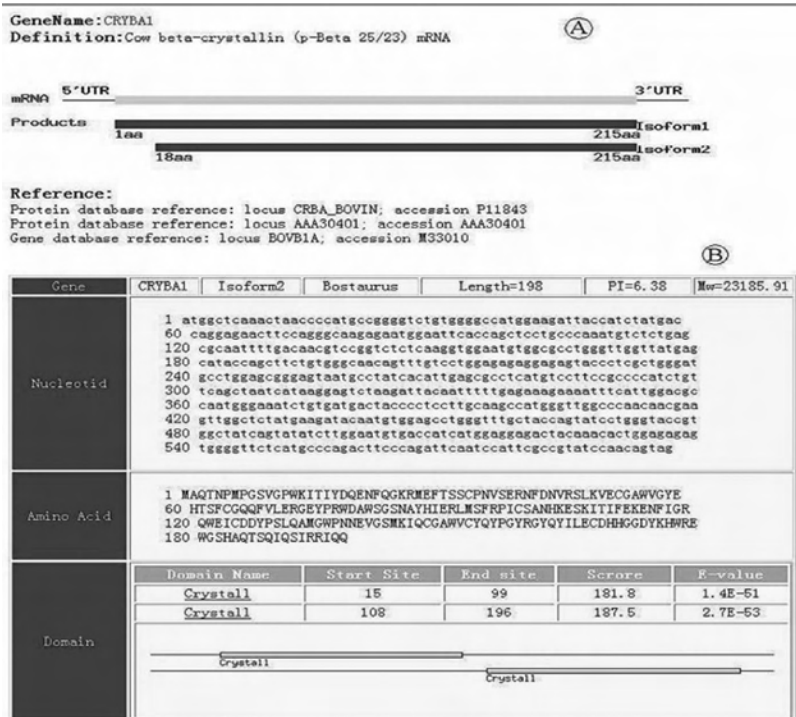 GeneName:CRYBA1
Definition:Cow beta-crystallin (p-Beta 25/23) mRNA
Ⓐ
5'UTR 3'UTR
mRNA
Products
Isoform1
1aa 215aa
Isoform2
18aa 215aa
Reference:
Protein database reference: locus CRBA_BOVIN; accession P11843
Protein database reference: locus AAA30401; accession AAA30401
Gene database reference: locus BOVB1A; accession M33010
Ⓑ
Gene CRYBA1 Isoform2 Bostaurus Length=198 PI=6.38 Mw=23185.91
Nucleotid
1 atggctcaaactaaccccatgccggggtctgtggggccatggaagattaccatctatgac
60 caggagaacttccagggcaagagaatggaattcaccagctcctgcccaaatgtctctgag
120 cgcaattttgacaacgtccggtctctcaaggtggaatgtggcgcctgggttggttatgag
180 cataccagcttctgtgggcaacagtttgtcctggagagaggagagtaccctcgctgggat
240 gcctggagcgggagtaatgcctatcacattgagcgcctcatgtccttccgccccatctgt
300 tcagctaatcataaggagtctaagattacaatttttgagaaagaaaatttcattggacgc
360 caatgggaaatctgtgatgactacccctccttgcaagccatgggttggcccaacaacgaa
420 gttggctctatgaagatacaatgtggagcctgggtttgctaccagtatcctgggtaccgt
480 ggctatcagtatatcttggaatgtgaccatcatggaggagactacaaacactggagagag
540 tggggttctcatgcccagacttcccagattcaatccattcgccgtatccaacagtag
Amino Acid
1 MAQTNPMPGSVGPWKITIYDQENFQGKRMEFTSSCPNVSERNFDNVRSLKVECGAWVGYE
60 HTSFCGQQFVLERGEYPRWDAWSGSNAYHIERLMSFRPICSANHKESKITIFEKENFIGR
120 QWEICDDYPSLQAMGWPNNEVGSMKIQCGAWVCYQYPGYRGYQYILECDHHGGDYKHWRE
180 WGSHAQTSQIQSIRRIQQ
Domain
Domain Name Start Site End site Scrore E-value
Crystall 15 99 181.8 1.4E-51
Crystall 108 196 187.5 2.7E-53
Crystall
Crystall